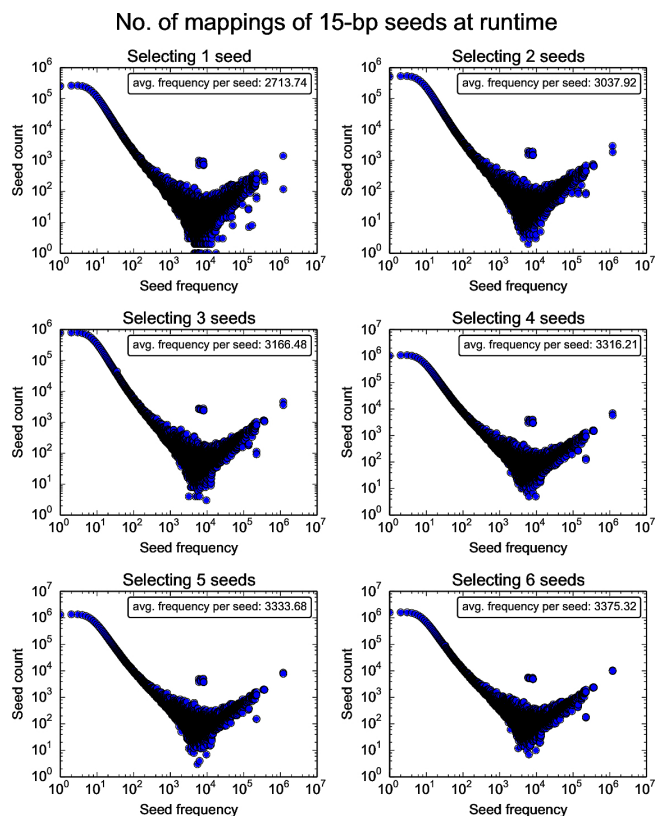 No. of mappings of 15-bp seeds at runtime
Selecting 1 seed
avg. frequency per seed: 2713.74
Seed count
10^6
10^5
10^4
10^3
10^2
10^1
10^0
10^0 10^1 10^2 10^3 10^4 10^5 10^6 10^7
Seed frequency
Selecting 2 seeds
avg. frequency per seed: 3037.92
Seed count
10^6
10^5
10^4
10^3
10^2
10^1
10^0
10^0 10^1 10^2 10^3 10^4 10^5 10^6 10^7
Seed frequency
Selecting 3 seeds
avg. frequency per seed: 3166.48
Seed count
10^6
10^5
10^4
10^3
10^2
10^1
10^0
10^0 10^1 10^2 10^3 10^4 10^5 10^6 10^7
Seed frequency
Selecting 4 seeds
avg. frequency per seed: 3316.21
Seed count
10^7
10^6
10^5
10^4
10^3
10^2
10^1
10^0
10^0 10^1 10^2 10^3 10^4 10^5 10^6 10^7
Seed frequency
Selecting 5 seeds
avg. frequency per seed: 3333.68
Seed count
10^7
10^6
10^5
10^4
10^3
10^2
10^1
10^0
10^0 10^1 10^2 10^3 10^4 10^5 10^6 10^7
Seed frequency
Selecting 6 seeds
avg. frequency per seed: 3375.32
Seed count
10^7
10^6
10^5
10^4
10^3
10^2
10^1
10^0
10^0 10^1 10^2 10^3 10^4 10^5 10^6 10^7
Seed frequency